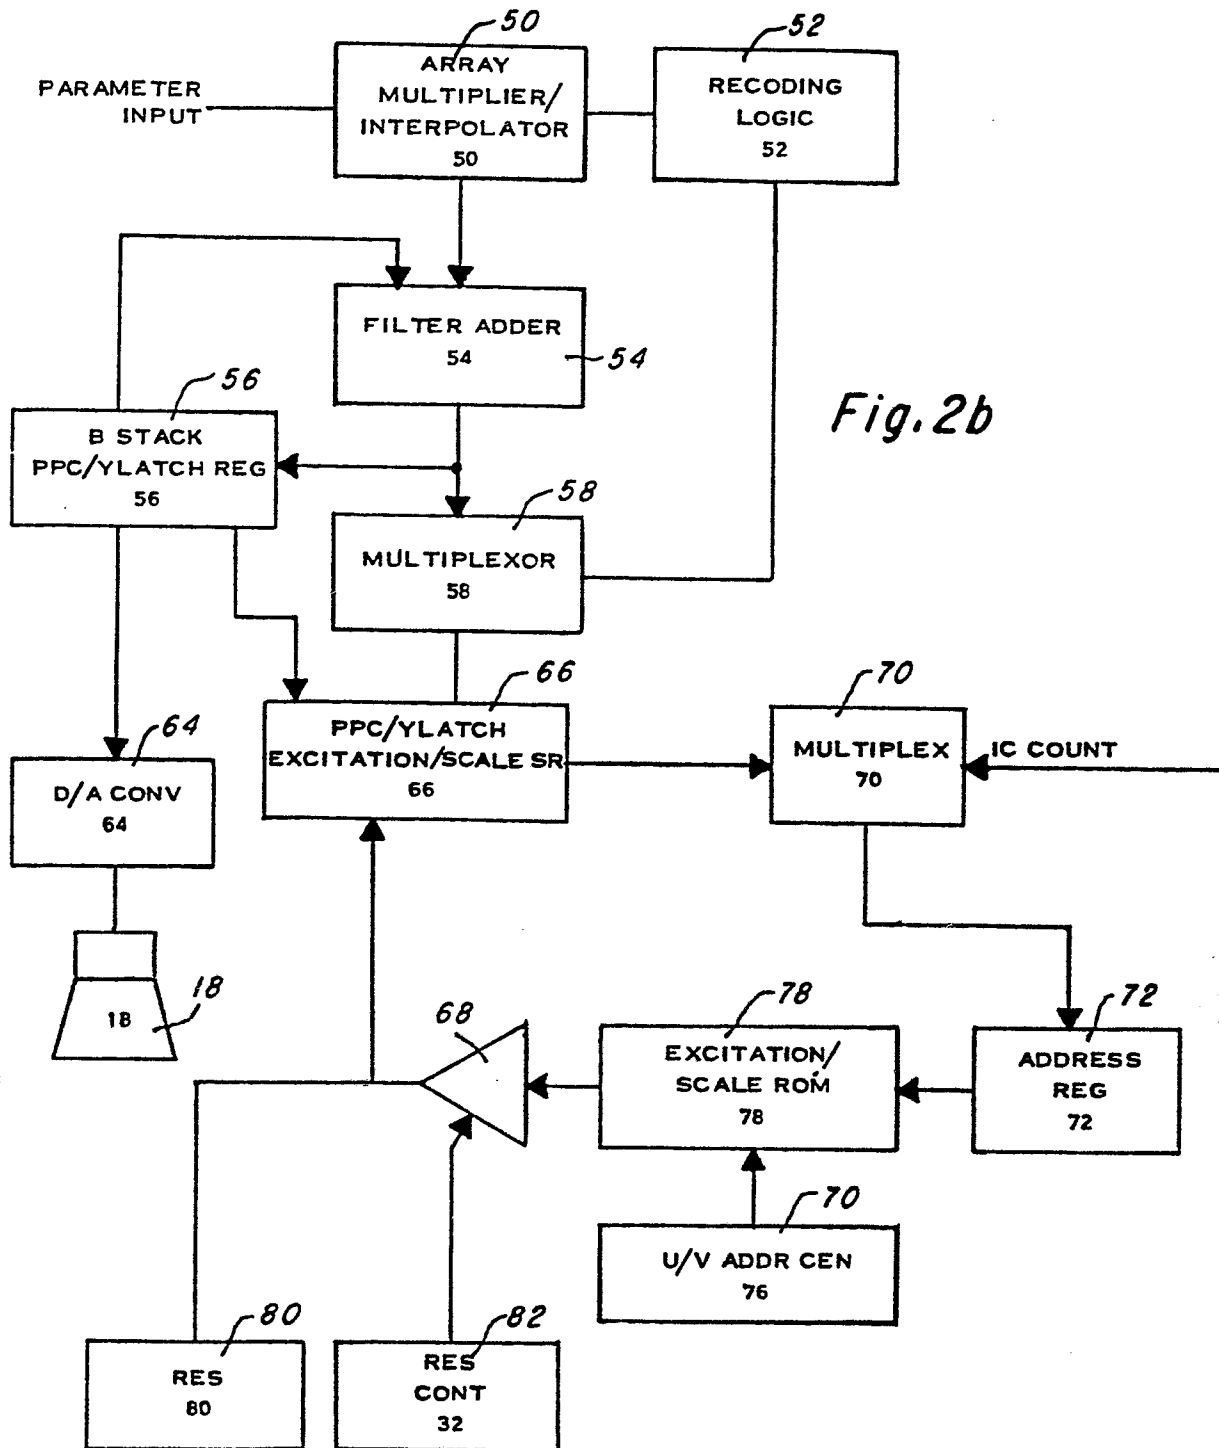 50
52
ARRAY
MULTIPLIER/
INTERPOLATOR
50
RECODING
LOGIC
52
PARAMETER
INPUT
FILTER ADDER
54
54
Fig. 2b
56
B STACK
PPC/YLATCH REG
56
58
MULTIPLEXOR
58
66
PPC/YLATCH
EXCITATION/SCALE SR
66
70
MULTIPLEX
70
IC COUNT
64
D/A CONV
64
18
18
68
78
EXCITATION/
SCALE ROM
78
72
ADDRESS
REG
72
70
U/V ADDR CEN
76
80
RES
80
82
RES
CONT
32